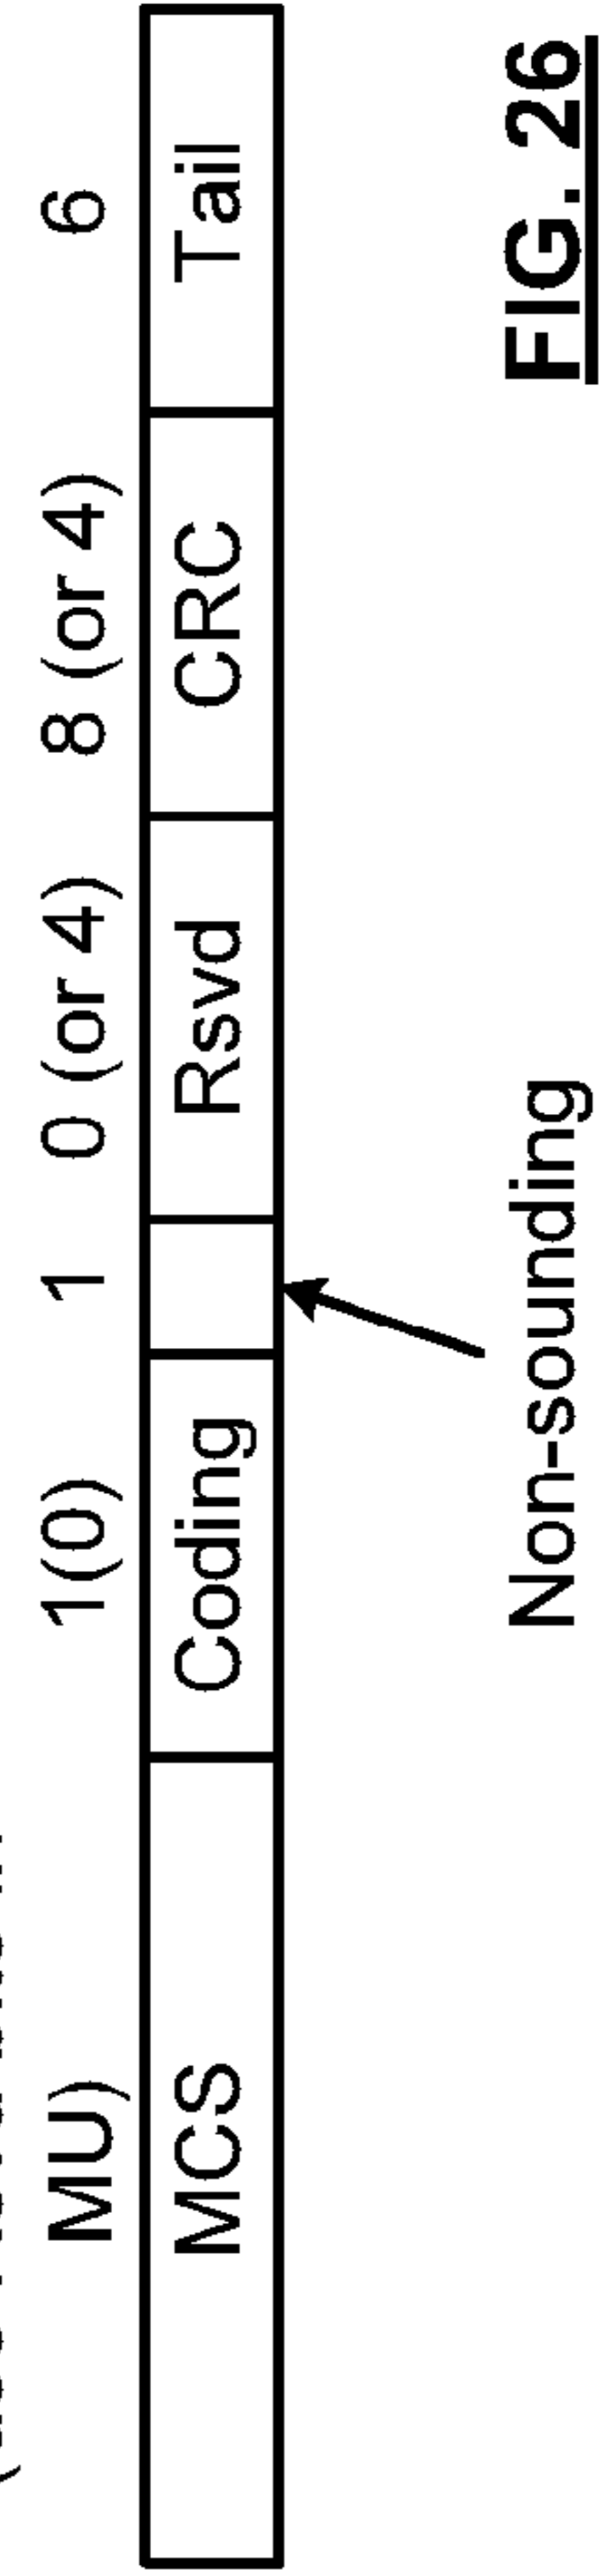 MU) 1(0) 1 0 (or 4) 8 (or 4) 6
MCS Coding Rsvd CRC Tail
Non-sounding
FIG. 26